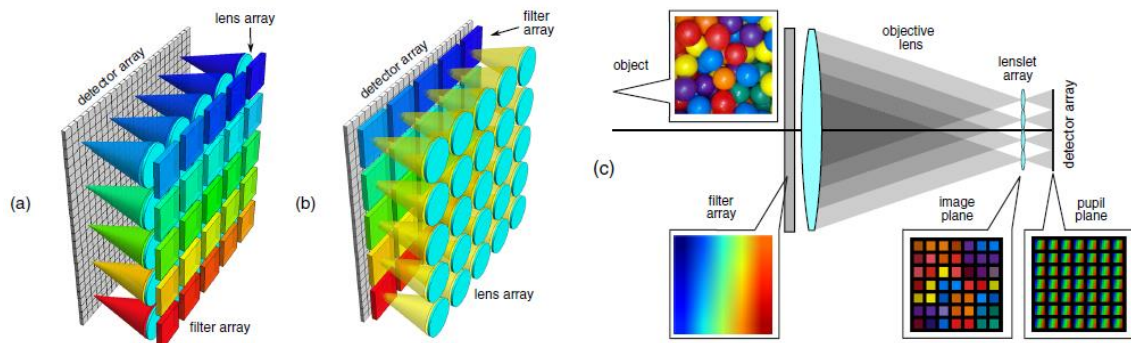 (a)
detector array
lens
array
filter array
(b)
detector array
filter
array
lens array
(c)
object
objective
lens
lenslet
array
detector array
filter
array
image
plane
pupil
plane